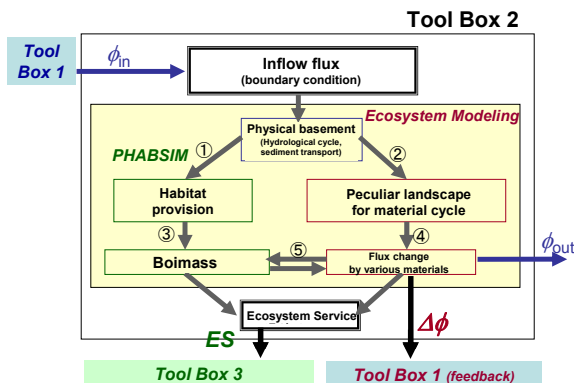 Tool Box 2
Tool
Box 1
ϕin
Inflow flux
(boundary condition)
Ecosystem Modeling
Physical basement
(Hydrological cycle,
sediment transport)
PHABSIM
①
②
Habitat
provision
Peculiar landscape
for material cycle
③
④
⑤
Boimass
Flux change
by various materials
ϕout
Ecosystem Service
ES
Δϕ
Tool Box 3
Tool Box 1 (feedback)